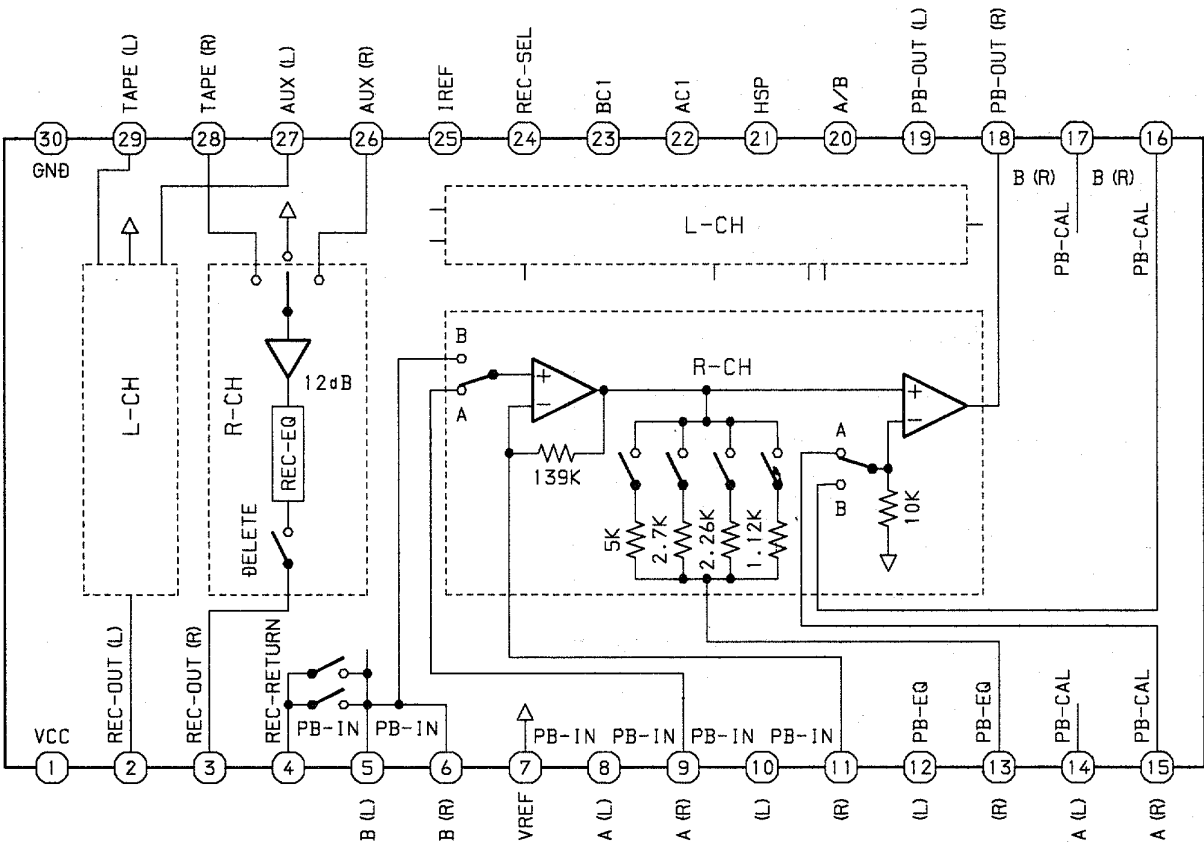 TAPE (L)
TAPE (R)
AUX (L)
AUX (R)
IREF
REC-SEL
BC1
AC1
HSP
A/B
PB-OUT (L)
PB-OUT (R)
30
29
28
27
26
25
24
23
22
21
20
19
18
17
16
GND
B (R)
B (R)
PB-CAL
PB-CAL
L-CH
L-CH
R-CH
12dB
REC-EQ
DELETE
B
A
+
-
139K
R-CH
5K
2.7K
2.26K
1.12K
A
B
+
-
10K
VCC
REC-OUT (L)
REC-OUT (R)
REC-RETURN
PB-IN
PB-IN
PB-IN
PB-IN
PB-IN
PB-IN
PB-EQ
PB-EQ
PB-CAL
PB-CAL
1
2
3
4
5
6
7
8
9
10
11
12
13
14
15
B (L)
B (R)
VREF
A (L)
A (R)
(L)
(R)
(L)
(R)
A (L)
A (R)